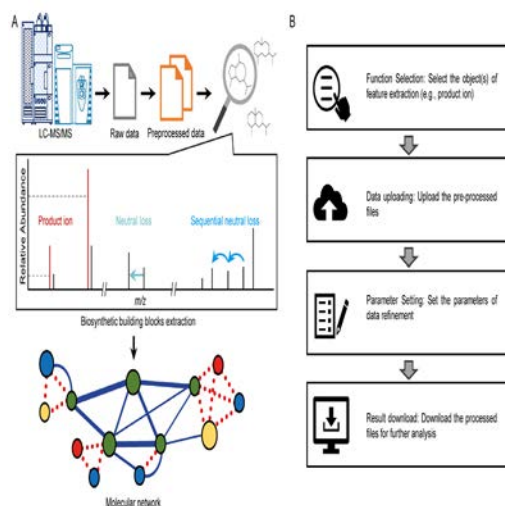 A
LC-MS/MS
Raw data
Preprocessed data
Relative Abundance
Product ion
Neutral loss
Sequential neutral loss
m/z
Biosynthetic building blocks extraction
Molecular network
B
Function Selection: Select the object(s) of
feature extraction (e.g., product ion)
Data uploading: Upload the pre-processed
files
Parameter Setting: Set the parameters of
data refinement
Result download: Download the processed
files for further analysis